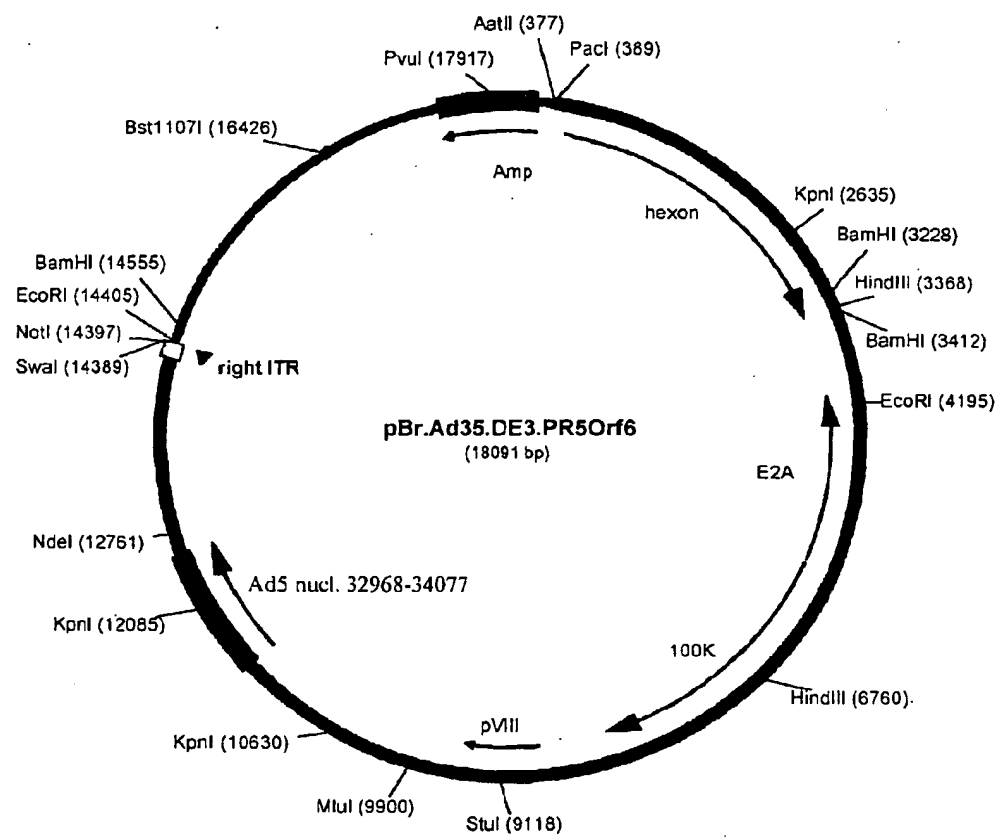 AatII (377)
PacI (389)
PvuI (17917)
Bst1107I (16426)
Amp
hexon
KpnI (2635)
BamHI (3228)
HindIII (3368)
BamHI (3412)
BamHI (14555)
EcoRI (14405)
NotI (14397)
SwaI (14389)
right ITR
EcoRI (4195)
pBr.Ad35.DE3.PR5Orf6
(18091 bp)
E2A
NdeI (12761)
Ad5 nucl. 32968-34077
KpnI (12085)
100K
HindIII (6760)
pVIII
KpnI (10630)
MluI (9900)
StuI (9118)